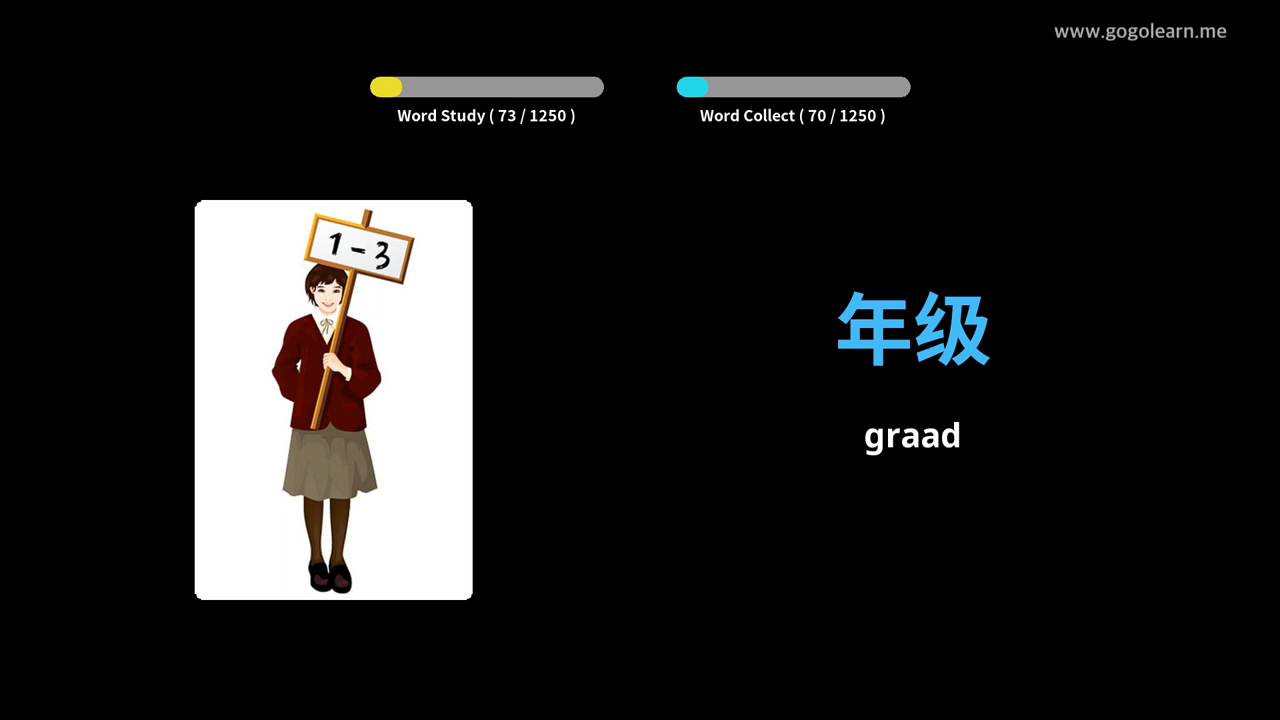 www.gogolearn.me
Word Study ( 73 / 1250 )
Word Collect ( 70 / 1250 )
1 - 3
年级
graad